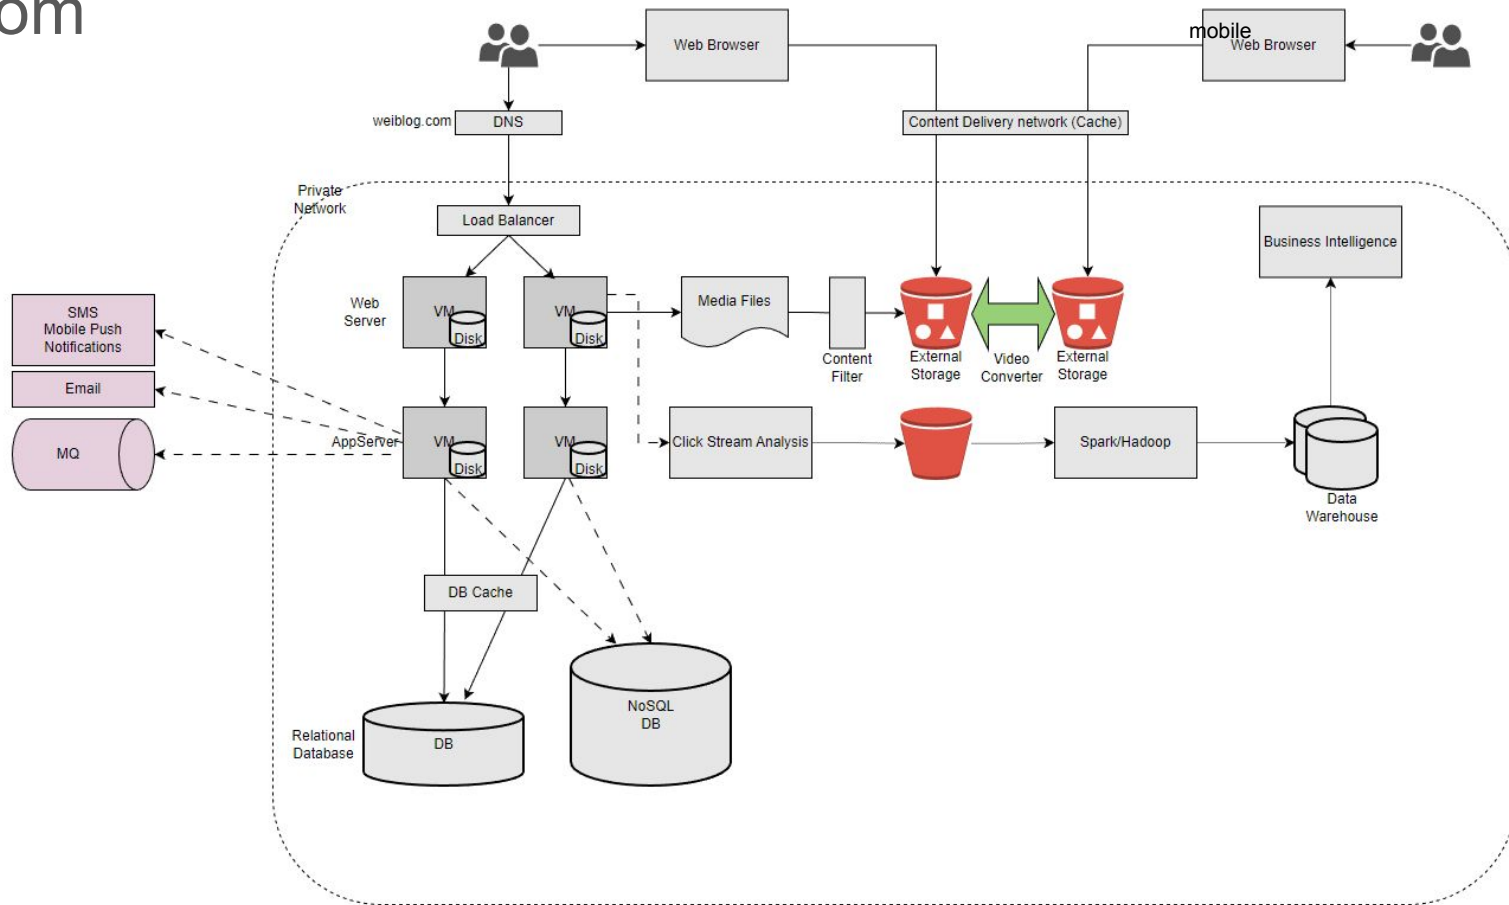 om
Web Browser
mobile
Web Browser
weiblog.com
DNS
Content Delivery network (Cache)
Private
Network
Load Balancer
Business Intelligence
Web
Server
VM
Disk
VM
Disk
Media Files
Content
Filter
External
Storage
Video
Converter
External
Storage
SMS
Mobile Push
Notifications
Email
MQ
AppServer
VM
Disk
VM
Disk
Click Stream Analysis
Spark/Hadoop
Data
Warehouse
DB Cache
Relational
Database
DB
NoSQL
DB